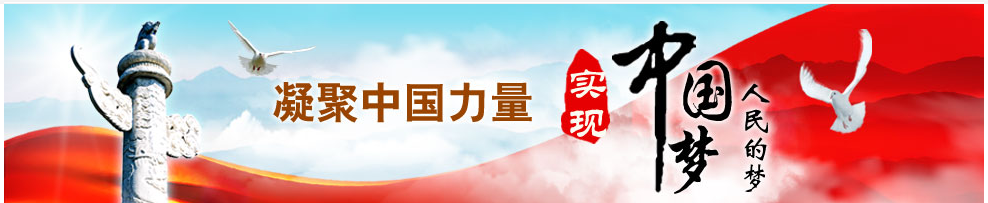 凝聚中国力量
实现
中国梦
人民的梦